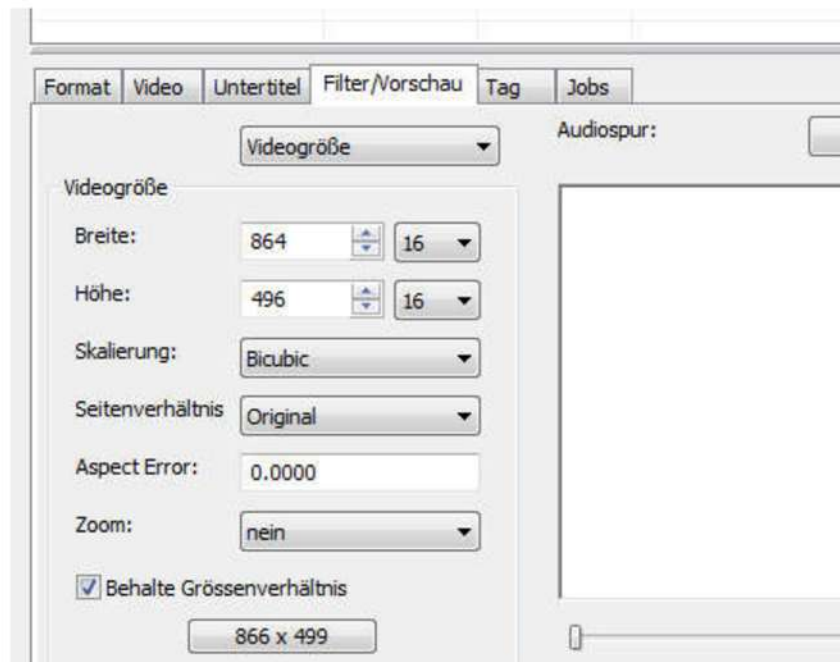 Format Video Untertitel Filter/Vorschau Tag Jobs
Videogröße Audiospur:
Videogröße
Breite: 864 16
Höhe: 496 16
Skalierung: Bicubic
Seitenverhältnis Original
Aspect Error: 0.0000
Zoom: nein
Behalte Grössenverhältnis
866 x 499